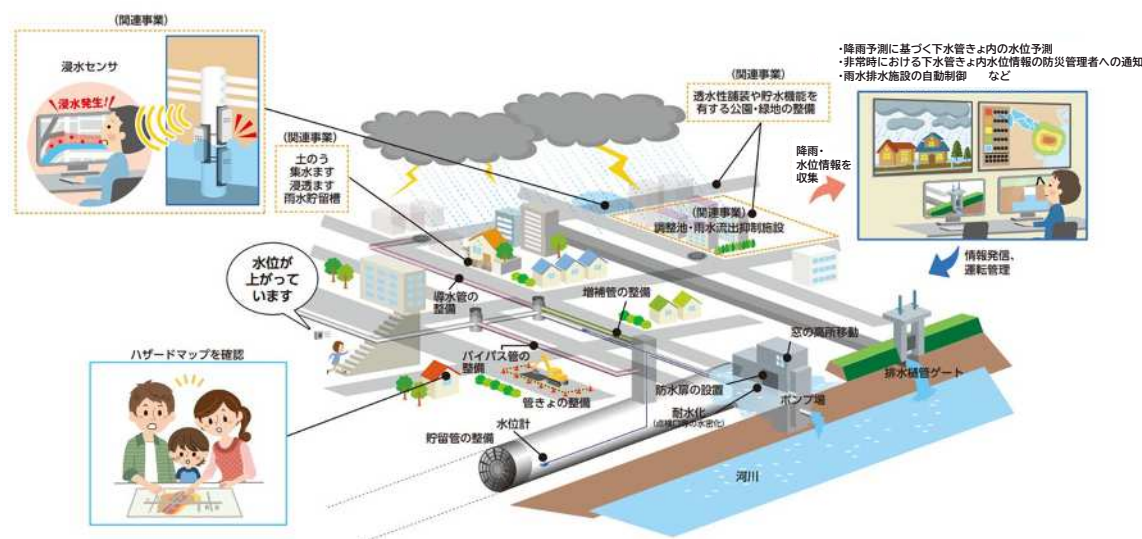 (関連事業)
浸水センサ
浸水発生!
(関連事業)
土のう
集水ます
浸透ます
雨水貯留槽
(関連事業)
透水性舗装や貯水機能を
有する公園・緑地の整備
・降雨予測に基づく下水管きょ内の水位予測
・非常時における下水管きょ内水位情報の防災管理者への通知
・雨水排水施設の自動制御 など
降雨・
水位情報を
収集
(関連事業)
調整池・雨水流出抑制施設
情報発信、
運転管理
水位が
上がって
います
導水管の
整備
増補管の整備
窓の高所移動
バイパス管の
整備
管きょの整備
防水扉の設置
ポンプ場
排水樋管ゲート
耐水化
(点検口等の水密化)
水位計
貯留管の整備
河川
ハザードマップを確認